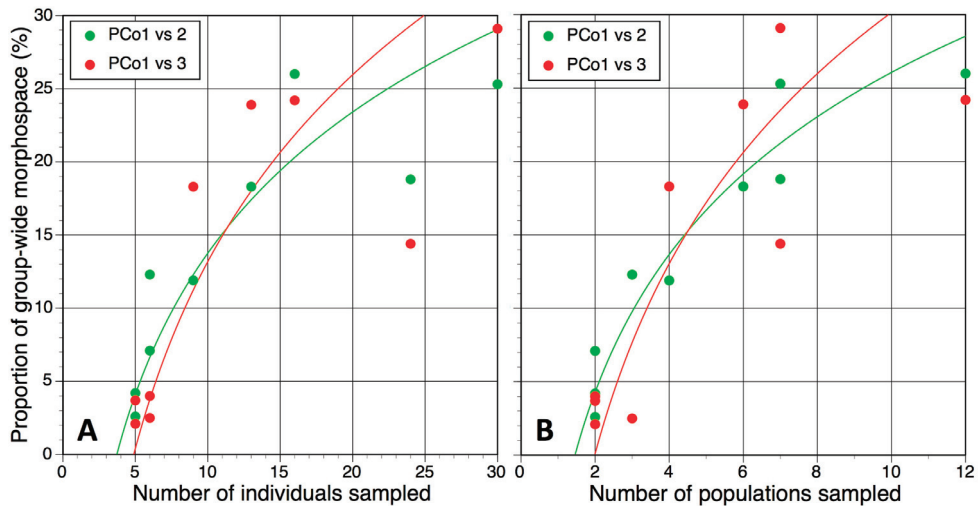 Proportion of group-wide morphospace (%)
30
25
20
15
10
5
0
PCo1 vs 2
PCo1 vs 3
A
0 5 10 15 20 25 30
Number of individuals sampled
PCo1 vs 2
PCo1 vs 3
B
0 2 4 6 8 10 12
Number of populations sampled